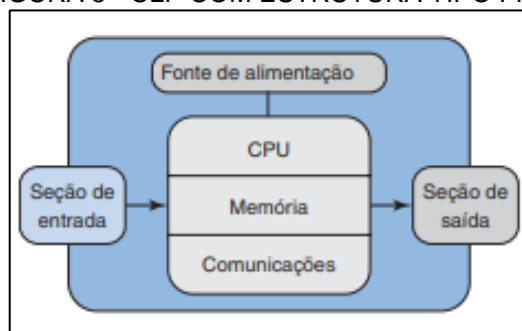 Fonte de alimentação
CPU
Seção de
entrada
Memória
Seção de
saída
Comunicações